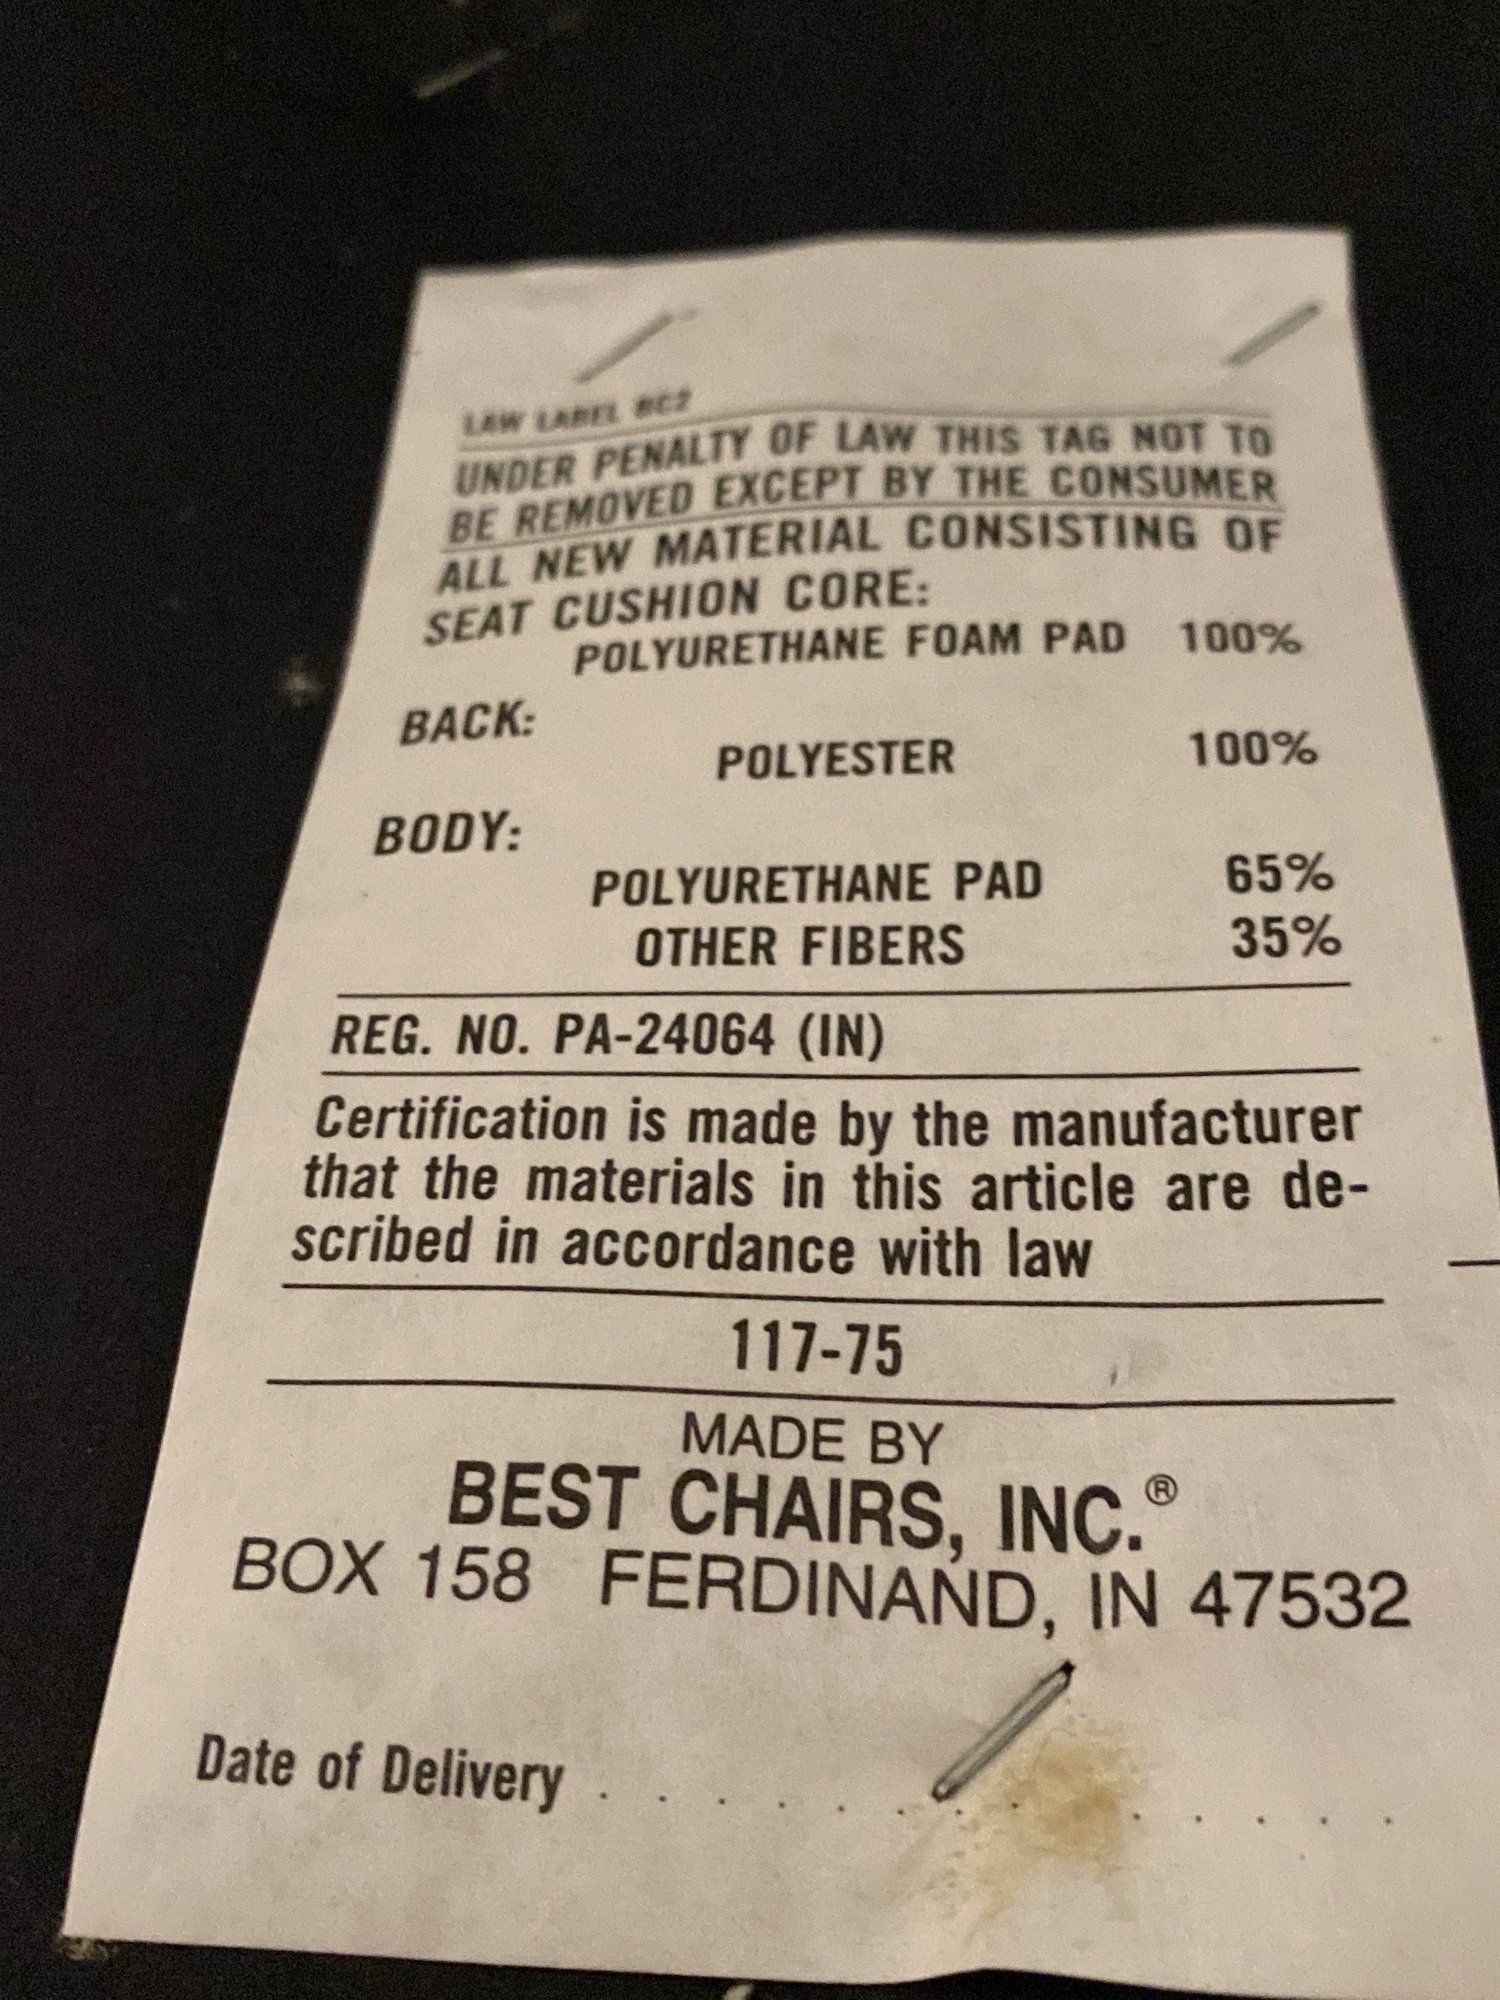 LAW LABEL BC2
UNDER PENALTY OF LAW THIS TAG NOT TO
BE REMOVED EXCEPT BY THE CONSUMER
ALL NEW MATERIAL CONSISTING OF
SEAT CUSHION CORE:
POLYURETHANE FOAM PAD 100%
BACK:
POLYESTER 100%
BODY:
POLYURETHANE PAD 65%
OTHER FIBERS 35%
REG. NO. PA-24064 (IN)
Certification is made by the manufacturer
that the materials in this article are de-
scribed in accordance with law
117-75
MADE BY
BEST CHAIRS, INC.®
BOX 158 FERDINAND, IN 47532
Date of Delivery . . . . . . . . . . . . . .